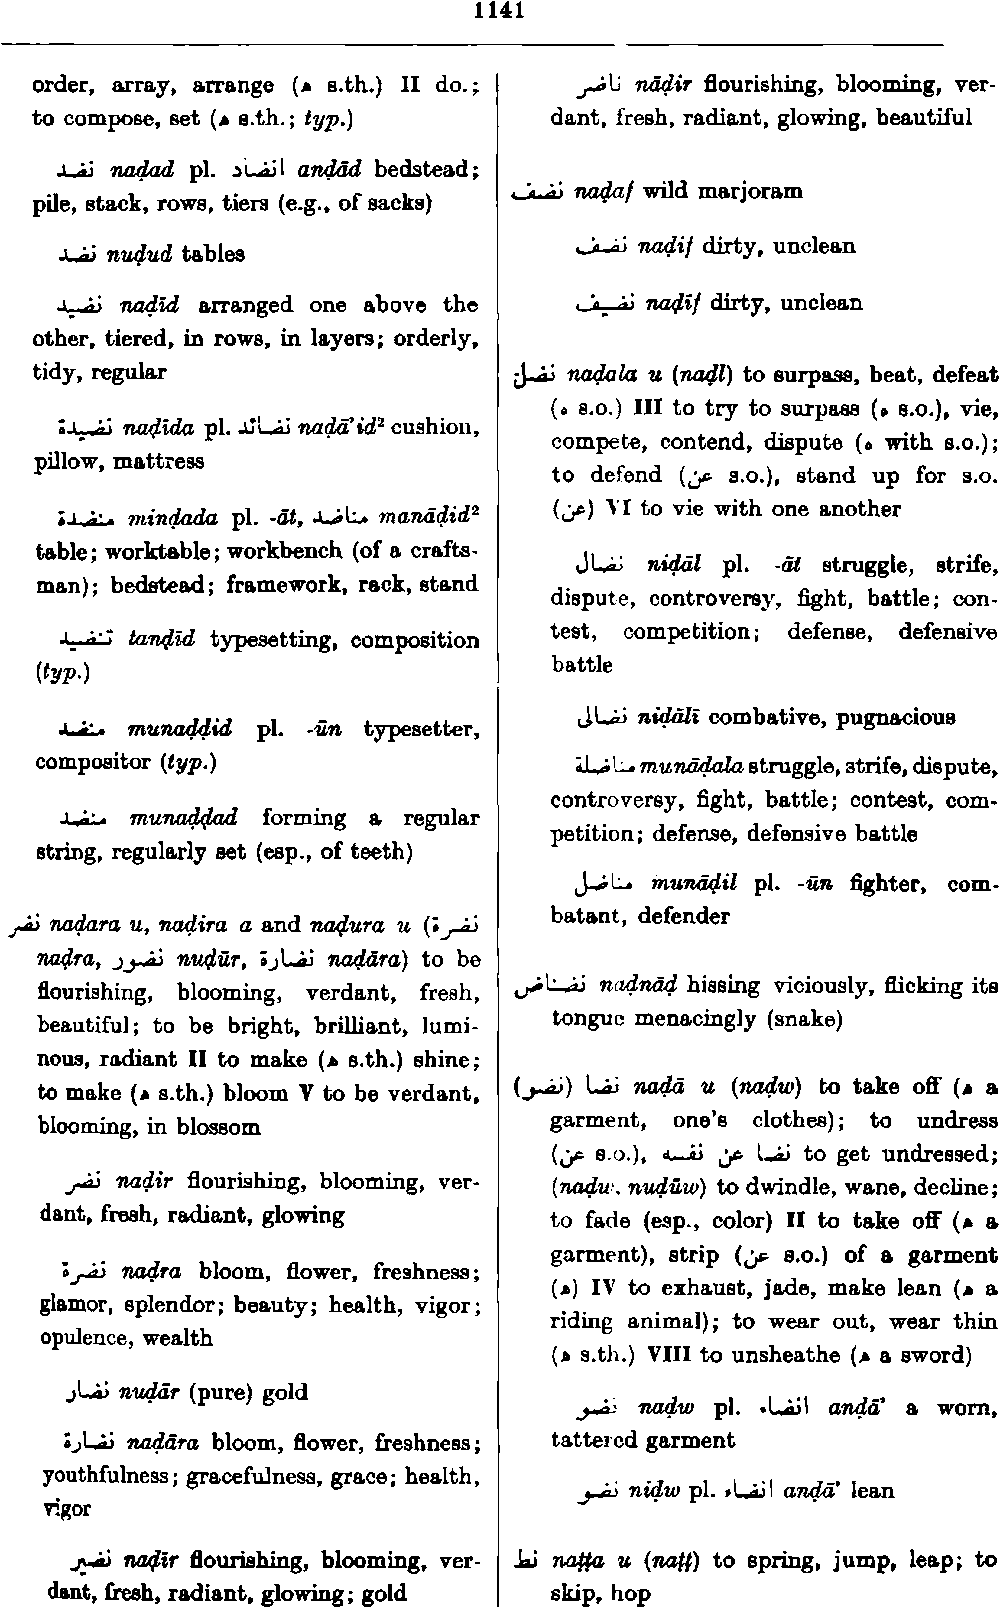 1141
order, array, arrange (ه s.th.) II do.;
to compose, set (ه s.th.; typ.)
نضد naḍad pl. انضاد anḍād bedstead;
pile, stack, rows, tiers (e.g., of sacks)
نضد nuḍud tables
نضيد naḍīd arranged one above the
other, tiered, in rows, in layers; orderly,
tidy, regular
نضيدة naḍīda pl. نضائد naḍā’id² cushion,
pillow, mattress
منضدة minḍada pl. -āt, مناضد manāḍid²
table; worktable; workbench (of a crafts-
man); bedstead; framework, rack, stand
تنضيد tanḍīd typesetting, composition
(typ.)
منضد munaḍḍid pl. -ūn typesetter,
compositor (typ.)
منضد munaḍḍad forming a regular
string, regularly set (esp., of teeth)
نضر naḍara u, naḍira a and naḍura u (نضرة
naḍra, نضور nuḍūr, نضارة naḍāra) to be
flourishing, blooming, verdant, fresh,
beautiful; to be bright, brilliant, lumi-
nous, radiant II to make (ه s.th.) shine;
to make (ه s.th.) bloom V to be verdant,
blooming, in blossom
نضر naḍir flourishing, blooming, ver-
dant, fresh, radiant, glowing
نضرة naḍra bloom, flower, freshness;
glamor, splendor; beauty; health, vigor;
opulence, wealth
نضار nuḍār (pure) gold
نضارة naḍāra bloom, flower, freshness;
youthfulness; gracefulness, grace; health,
vigor
نضير naḍīr flourishing, blooming, ver-
dant, fresh, radiant, glowing; gold
ناضر nāḍir flourishing, blooming, ver-
dant, fresh, radiant, glowing, beautiful
نضف naḍaf wild marjoram
نضف naḍif dirty, unclean
نضيف naḍīf dirty, unclean
نضل naḍala u (naḍl) to surpass, beat, defeat
(ه s.o.) III to try to surpass (ه s.o.), vie,
compete, contend, dispute (ه with s.o.);
to defend (عن s.o.), stand up for s.o.
(عن) VI to vie with one another
نضال niḍāl pl. -āt struggle, strife,
dispute, controversy, fight, battle; con-
test, competition; defense, defensive
battle
نضالى niḍālī combative, pugnacious
مناضلة munāḍala struggle, strife, dispute,
controversy, fight, battle; contest, com-
petition; defense, defensive battle
مناضل munāḍil pl. -ūn fighter, com-
batant, defender
نضناض naḍnāḍ hissing viciously, flicking its
tongue menacingly (snake)
(نضو) نضا naḍā u (naḍw) to take off (ه a
garment, one's clothes); to undress
(عن s.o.), نضا عن نفسه to get undressed;
(naḍw, nuḍūw) to dwindle, wane, decline;
to fade (esp., color) II to take off (ه a
garment), strip (عن s.o.) of a garment
(ه) IV to exhaust, jade, make lean (ه a
riding animal); to wear out, wear thin
(ه s.th.) VIII to unsheathe (ه a sword)
نضو naḍw pl. انضاء anḍā’ a worn,
tattered garment
نضو niḍw pl. انضاء anḍā’ lean
نط naṭṭa u (naṭṭ) to spring, jump, leap; to
skip, hop